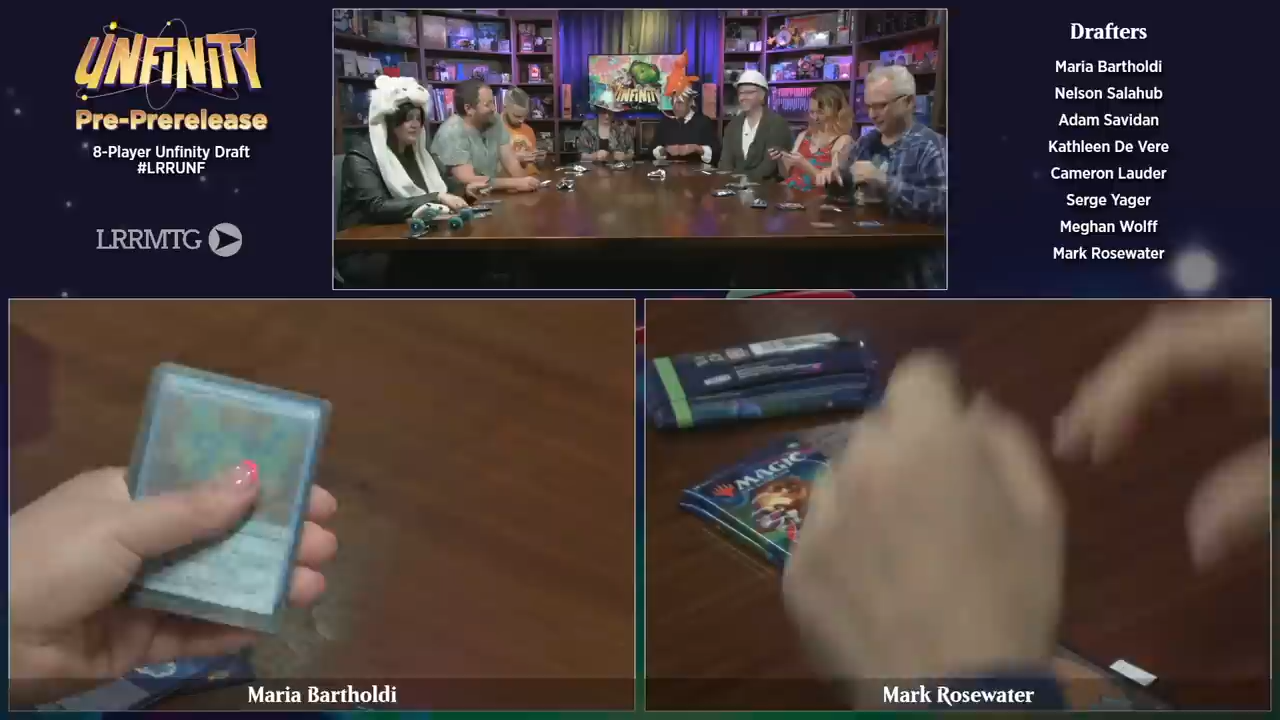 UNFINITY
Pre-Prerelease
8-Player Unfinity Draft
#LRRUNF
LRRMTG
UNFINITY
Drafters
Maria Bartholdi
Nelson Salahub
Adam Savidan
Kathleen De Vere
Cameron Lauder
Serge Yager
Meghan Wolff
Mark Rosewater
MAGIC
Maria Bartholdi
Mark Rosewater